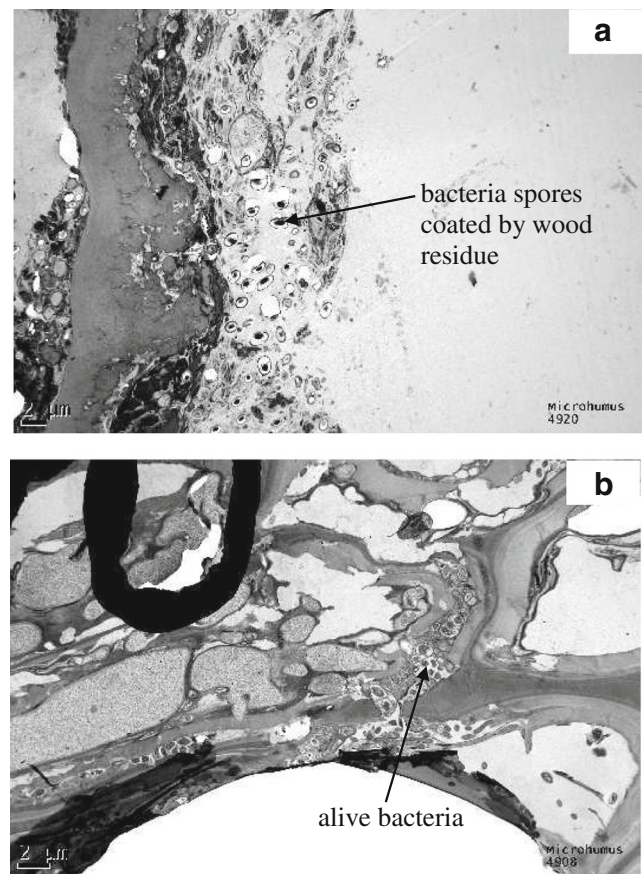 a
bacteria spores
coated by wood
residue
2 µm
Microhumus
4920
b
alive bacteria
2 µm
Microhumus
4908